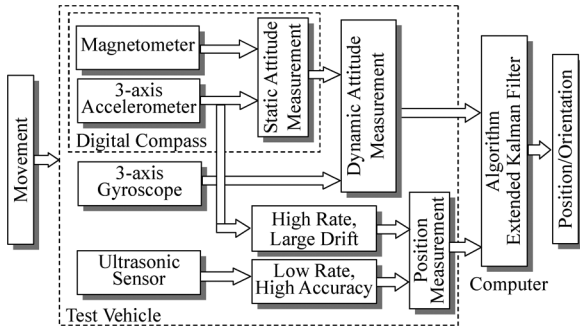 Movement
Magnetometer
3-axis
Accelerometer
Digital Compass
Static Attitude
Measurement
Dynamic Attitude
Measurement
3-axis
Gyroscope
High Rate,
Large Drift
Ultrasonic
Sensor
Low Rate,
High Accuracy
Position
Measurement
Test Vehicle
Algorithm
Extended Kalman Filter
Computer
Position/Orientation